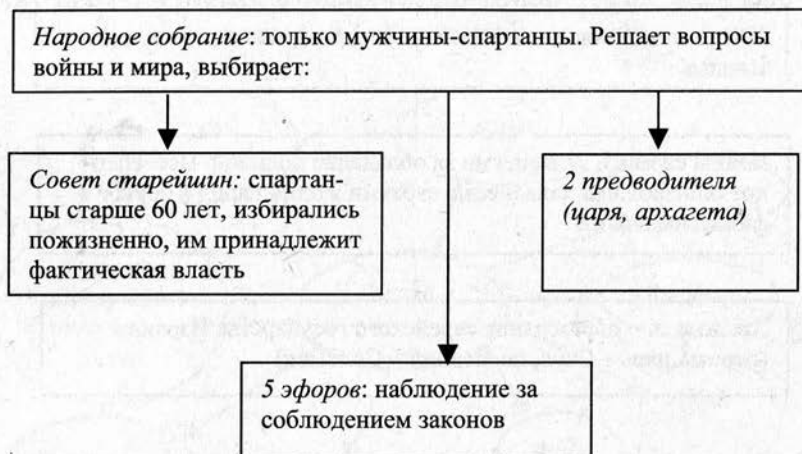 Народное собрание: только мужчины-спартанцы. Решает вопросы
войны и мира, выбирает:
Совет старейшин: спартан-
цы старше 60 лет, избирались
пожизненно, им принадлежит
фактическая власть
2 предводителя
(царя, архагета)
5 эфоров: наблюдение за
соблюдением законов